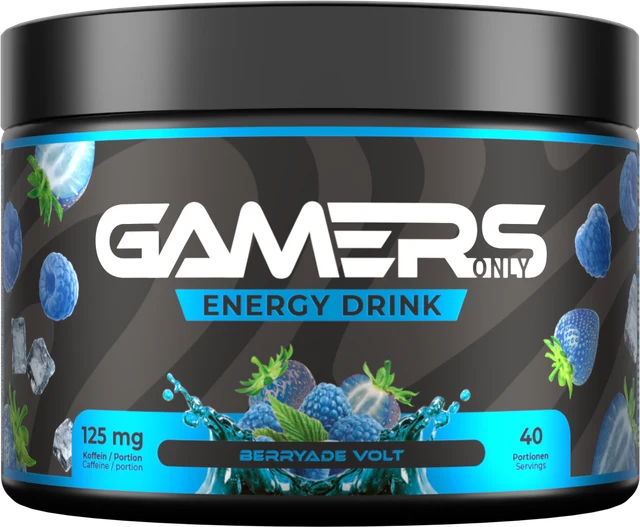 GAMERS
ONLY
ENERGY DRINK
125 mg
Koffein / Portion
Caffeine / portion
BERRYADE VOLT
40
Portionen
Servings